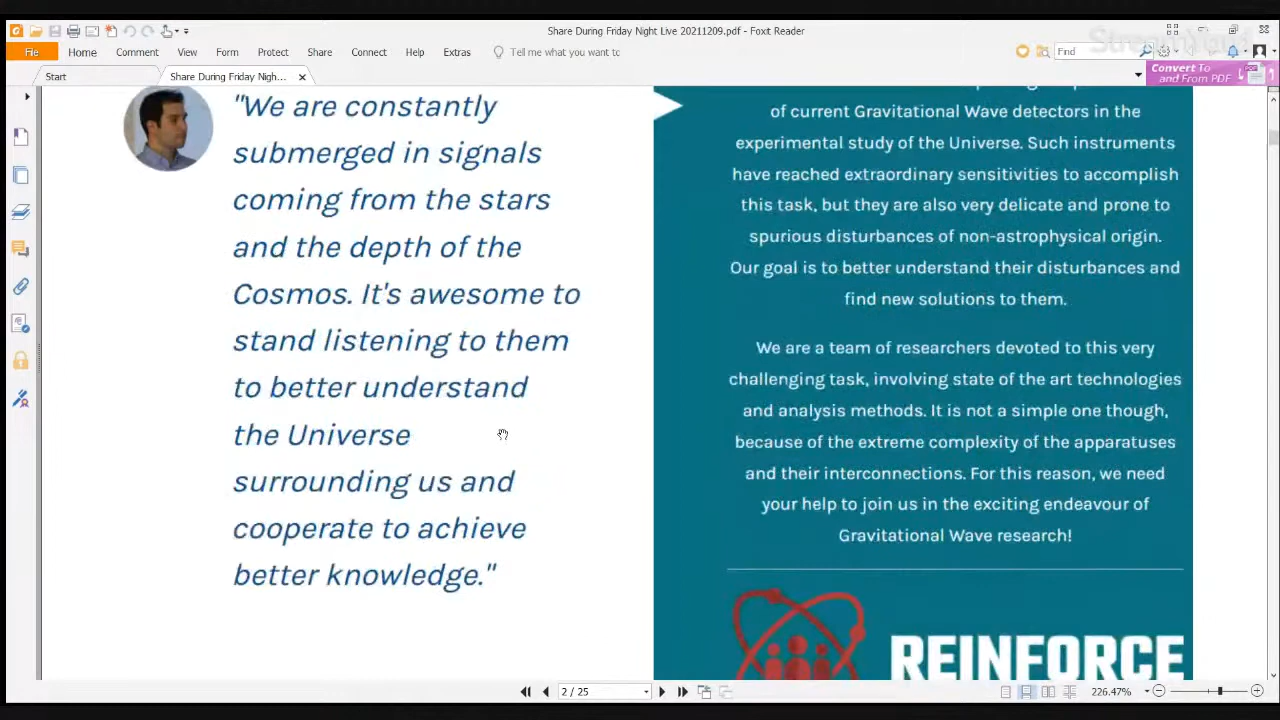 StreamYard
Share During Friday Night Live 20211209.pdf - Foxit Reader
File
Home
Comment
View
Form
Protect
Share
Connect
Help
Extras
Tell me what you want tc
Find
Start
Share During Friday Nigh...
Convert To
and From PDF
"We are constantly
submerged in signals
coming from the stars
and the depth of the
Cosmos. It's awesome to
stand listening to them
to better understand
the Universe
surrounding us and
cooperate to achieve
better knowledge."
of current Gravitational Wave detectors in the
experimental study of the Universe. Such instruments
have reached extraordinary sensitivities to accomplish
this task, but they are also very delicate and prone to
spurious disturbances of non-astrophysical origin.
Our goal is to better understand their disturbances and
find new solutions to them.
We are a team of researchers devoted to this very
challenging task, involving state of the art technologies
and analysis methods. It is not a simple one though,
because of the extreme complexity of the apparatuses
and their interconnections. For this reason, we need
your help to join us in the exciting endeavour of
Gravitational Wave research!
REINFORCE
2 / 25
226.47%